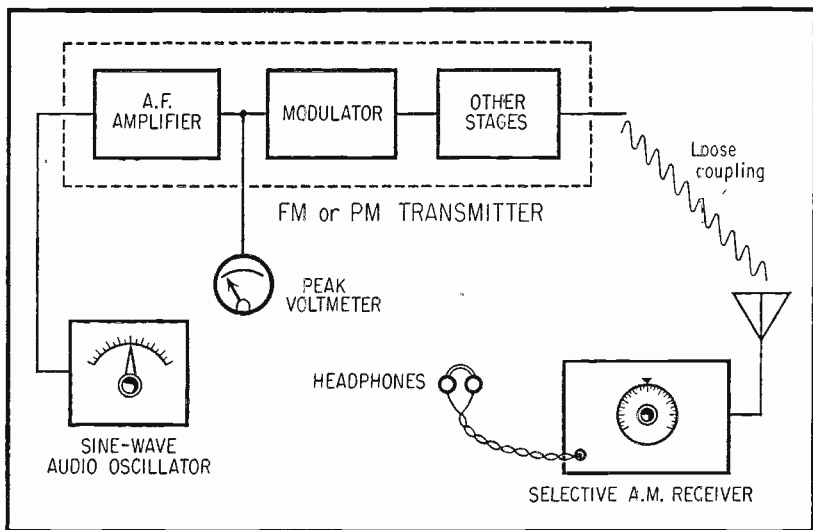 A.F.
AMPLIFIER
MODULATOR
OTHER
STAGES
Loose
coupling
FM or PM TRANSMITTER
PEAK
VOLTMETER
HEADPHONES
SINE-WAVE
AUDIO OSCILLATOR
SELECTIVE A.M. RECEIVER